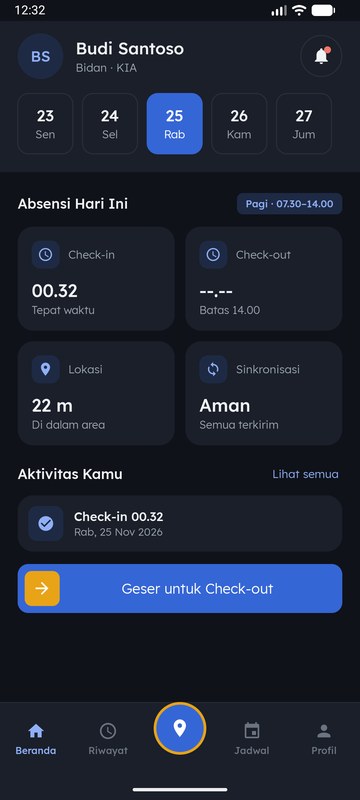 12:32
BS
Budi Santoso
Bidan · KIA
23
Sen
24
Sel
25
Rab
26
Kam
27
Jum
Absensi Hari Ini
Pagi · 07.30–14.00
Check-in
00.32
Tepat waktu
Check-out
--.--
Batas 14.00
Lokasi
22 m
Di dalam area
Sinkronisasi
Aman
Semua terkirim
Aktivitas Kamu
Lihat semua
Check-in 00.32
Rab, 25 Nov 2026
Geser untuk Check-out
Beranda
Riwayat
Jadwal
Profil